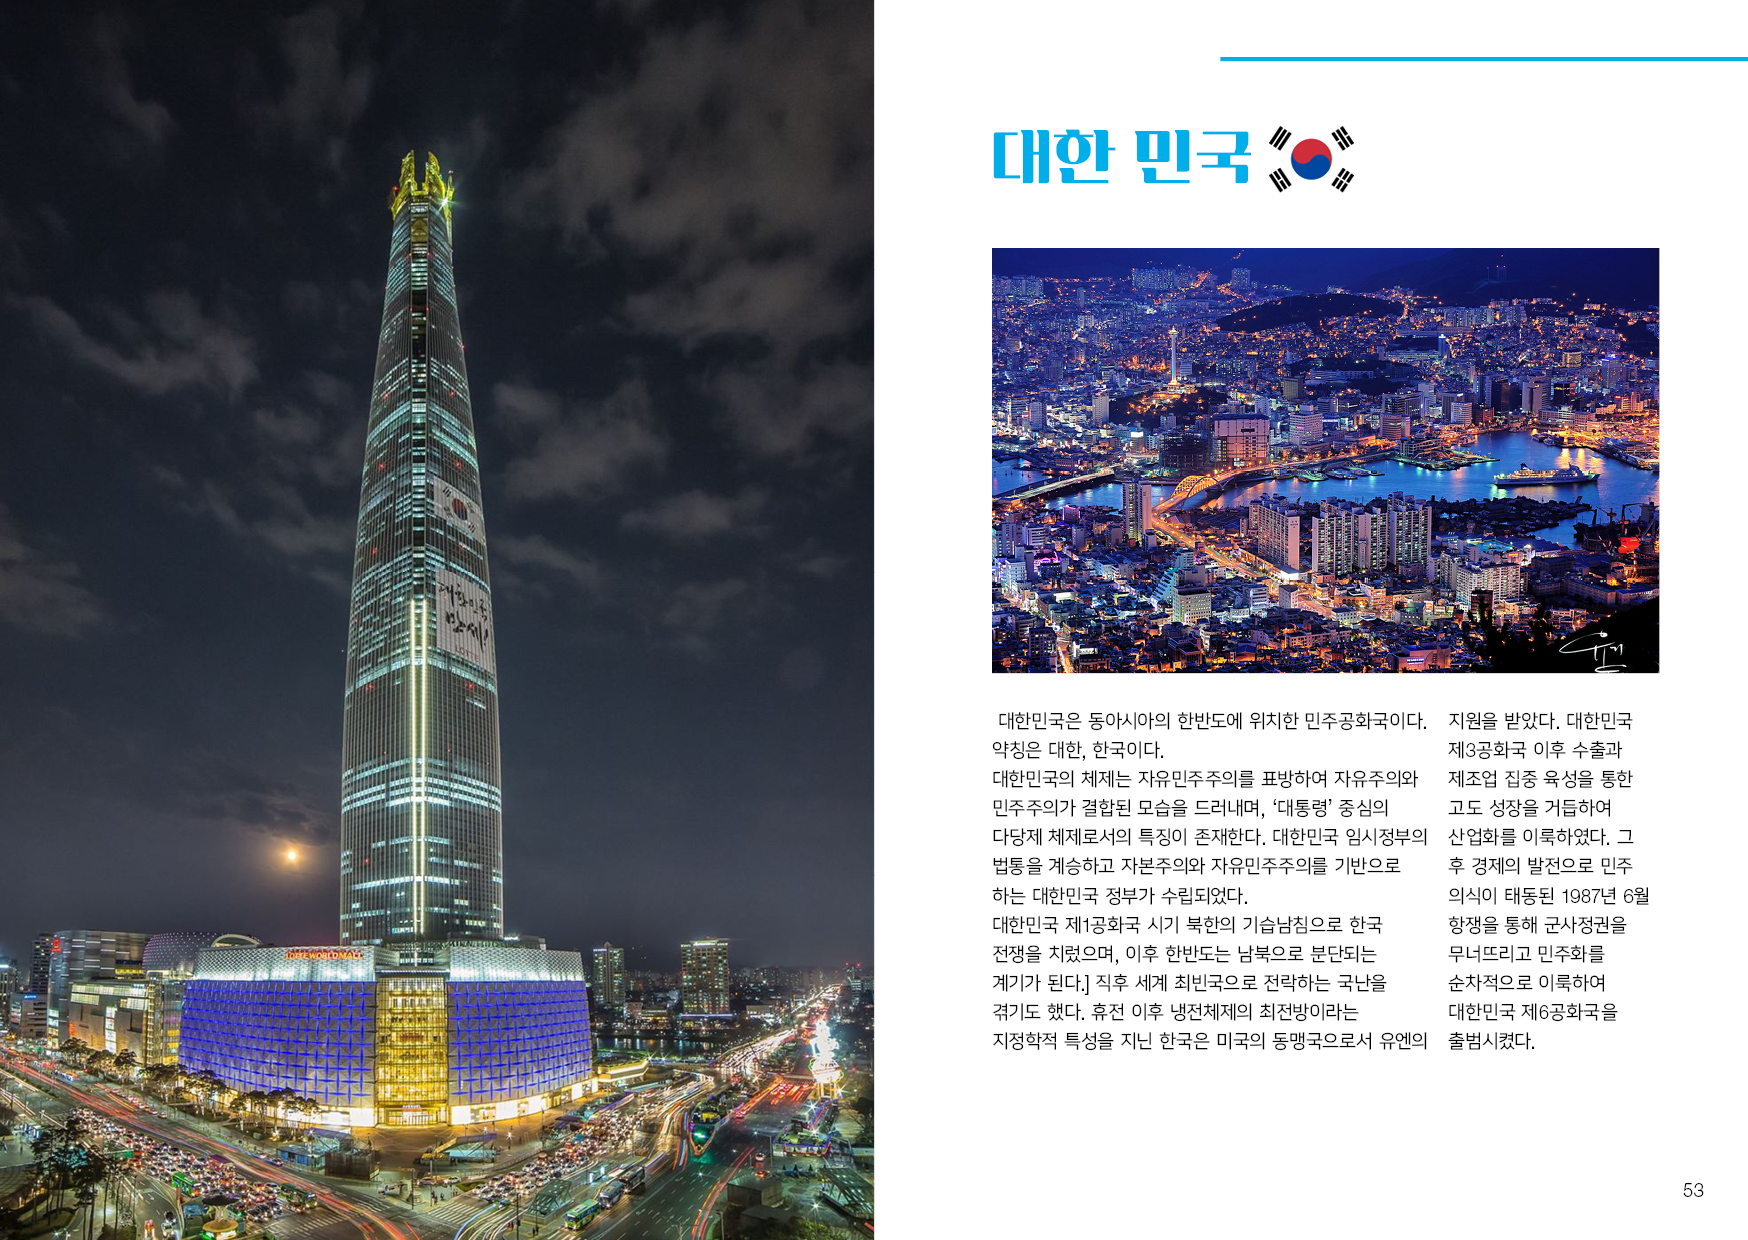 대한민국
만세!
LOTTE
LOTTE WORLD MALL
대한 민국
대한민국은 동아시아의 한반도에 위치한 민주공화국이다.
약칭은 대한, 한국이다.
대한민국의 체제는 자유민주주의를 표방하여 자유주의와
민주주의가 결합된 모습을 드러내며, ‘대통령’ 중심의
다당제 체제로서의 특징이 존재한다. 대한민국 임시정부의
법통을 계승하고 자본주의와 자유민주주의를 기반으로
하는 대한민국 정부가 수립되었다.
대한민국 제1공화국 시기 북한의 기습남침으로 한국
전쟁을 치렀으며, 이후 한반도는 남북으로 분단되는
계기가 된다.] 직후 세계 최빈국으로 전락하는 국난을
겪기도 했다. 휴전 이후 냉전체제의 최전방이라는
지정학적 특성을 지닌 한국은 미국의 동맹국으로서 유엔의
지원을 받았다. 대한민국
제3공화국 이후 수출과
제조업 집중 육성을 통한
고도 성장을 거듭하여
산업화를 이룩하였다. 그
후 경제의 발전으로 민주
의식이 태동된 1987년 6월
항쟁을 통해 군사정권을
무너뜨리고 민주화를
순차적으로 이룩하여
대한민국 제6공화국을
출범시켰다.
53